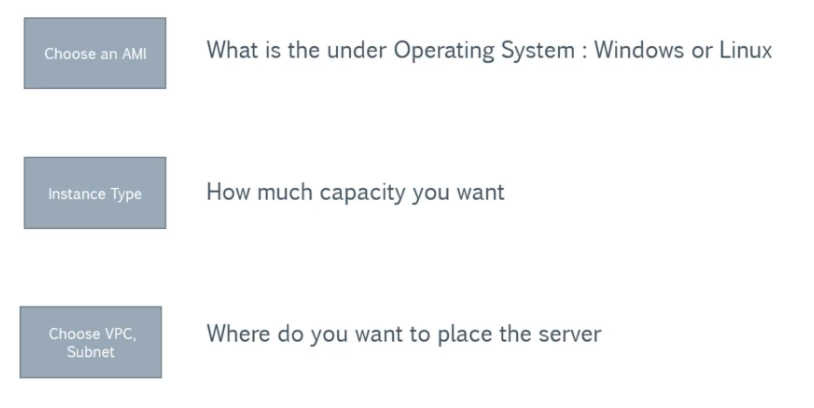 Choose an AMI
What is the under Operating System : Windows or Linux
Instance Type
How much capacity you want
Choose VPC,
Subnet
Where do you want to place the server